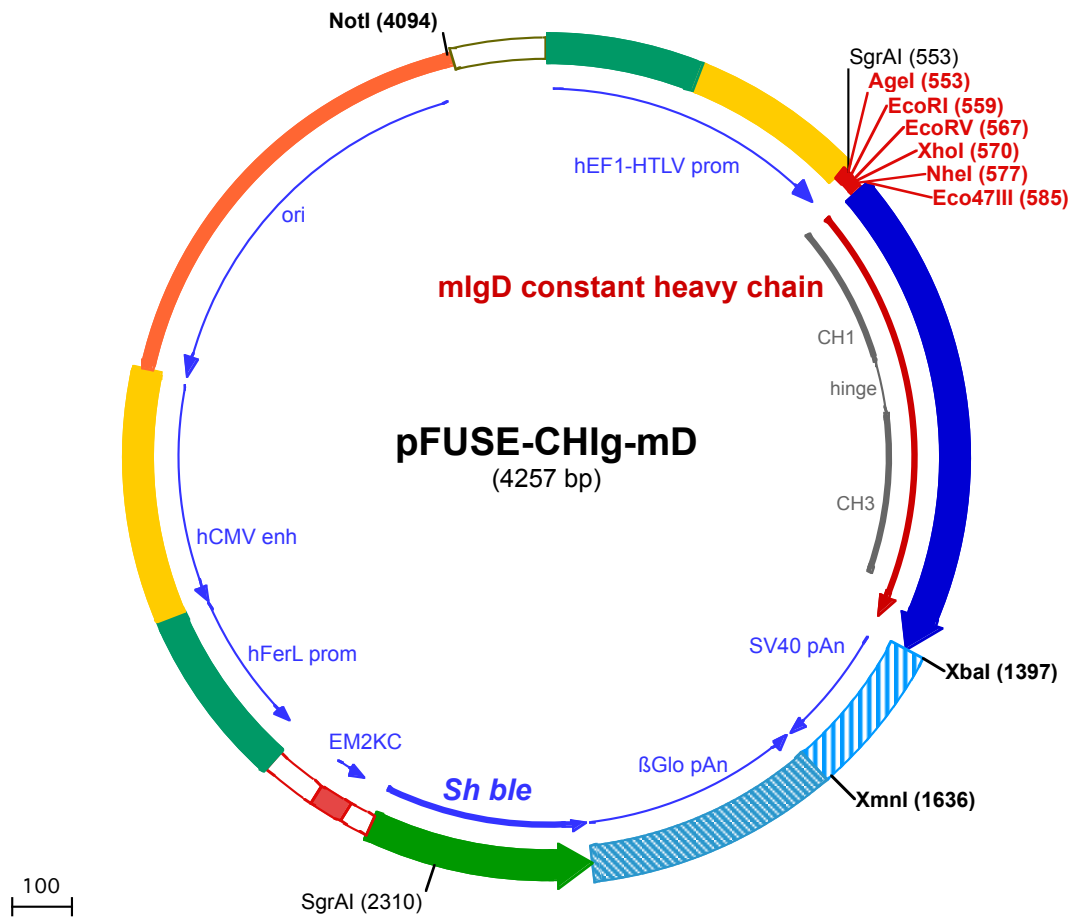 NotI (4094)
SgrAI (553)
AgeI (553)
EcoRI (559)
EcoRV (567)
XhoI (570)
NheI (577)
Eco47III (585)
hEF1-HTLV prom
ori
mIgD constant heavy chain
CH1
hinge
pFUSE-CHIg-mD
(4257 bp)
CH3
hCMV enh
hFerL prom
SV40 pAn
XbaI (1397)
EM2KC
ßGlo pAn
Sh ble
XmnI (1636)
SgrAI (2310)
100